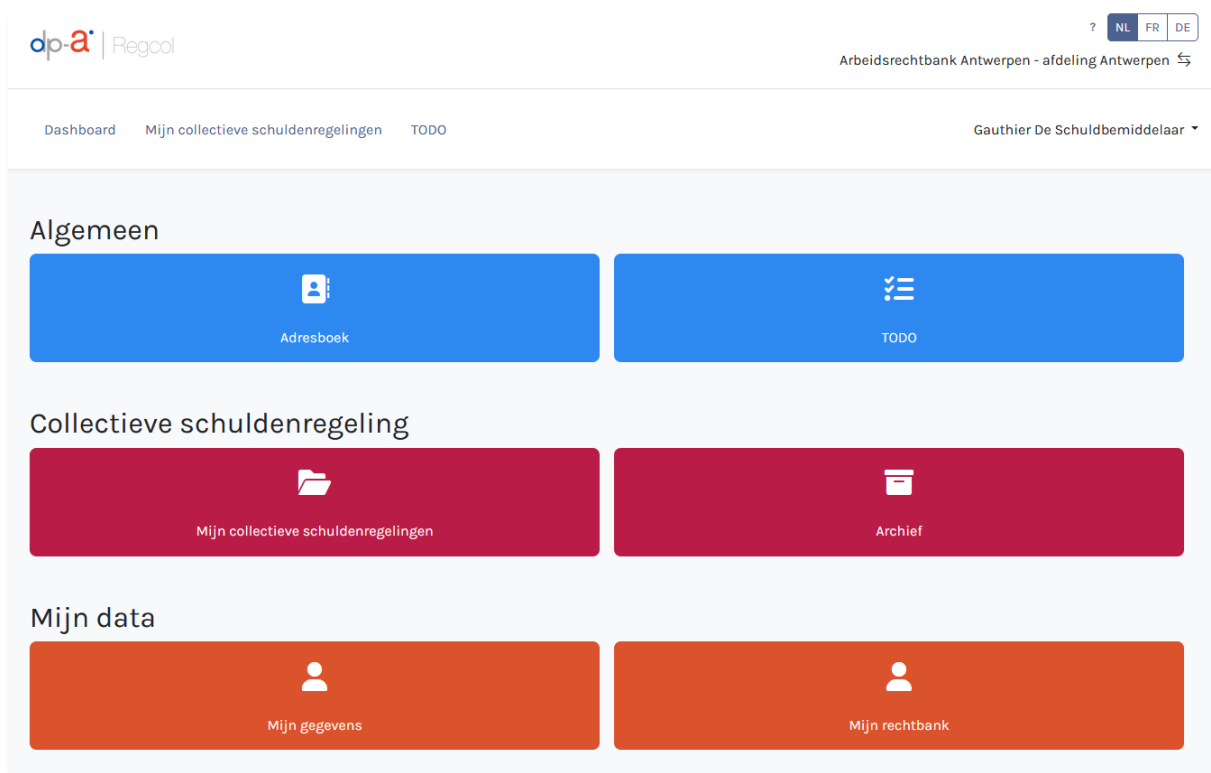 dp-a | Regcol
? NL FR DE
Arbeidsrechtbank Antwerpen - afdeling Antwerpen
Dashboard Mijn collectieve schuldenregelingen TODO Gauthier De Schuldbemiddelaar
Algemeen
Adresboek TODO
Collectieve schuldenregeling
Mijn collectieve schuldenregelingen Archief
Mijn data
Mijn gegevens Mijn rechtbank